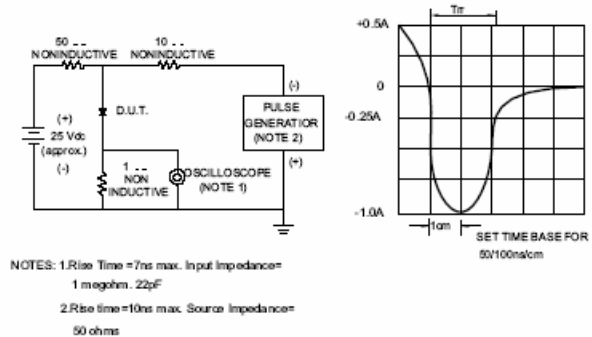 50 --
NONINDUCTIVE
10 --
NONINDUCTIVE
(+)
25 Vdc
(approx.)
(-)
D.U.T.
1 --
NON
INDUCTIVE
OSCILLOSCOPE
(NOTE 1)
(-)
PULSE
GENERATIOR
(NOTE 2)
(+)
Trr
+0.5A
0
-0.25A
-1.0A
1cm
SET TIME BASE FOR
50/100ns/cm
NOTES: 1.Rise Time =7ns max. Input Impedance=
1 megohm. 22pF
2.Rise time=10ns max. Source Impedance=
50 ohms